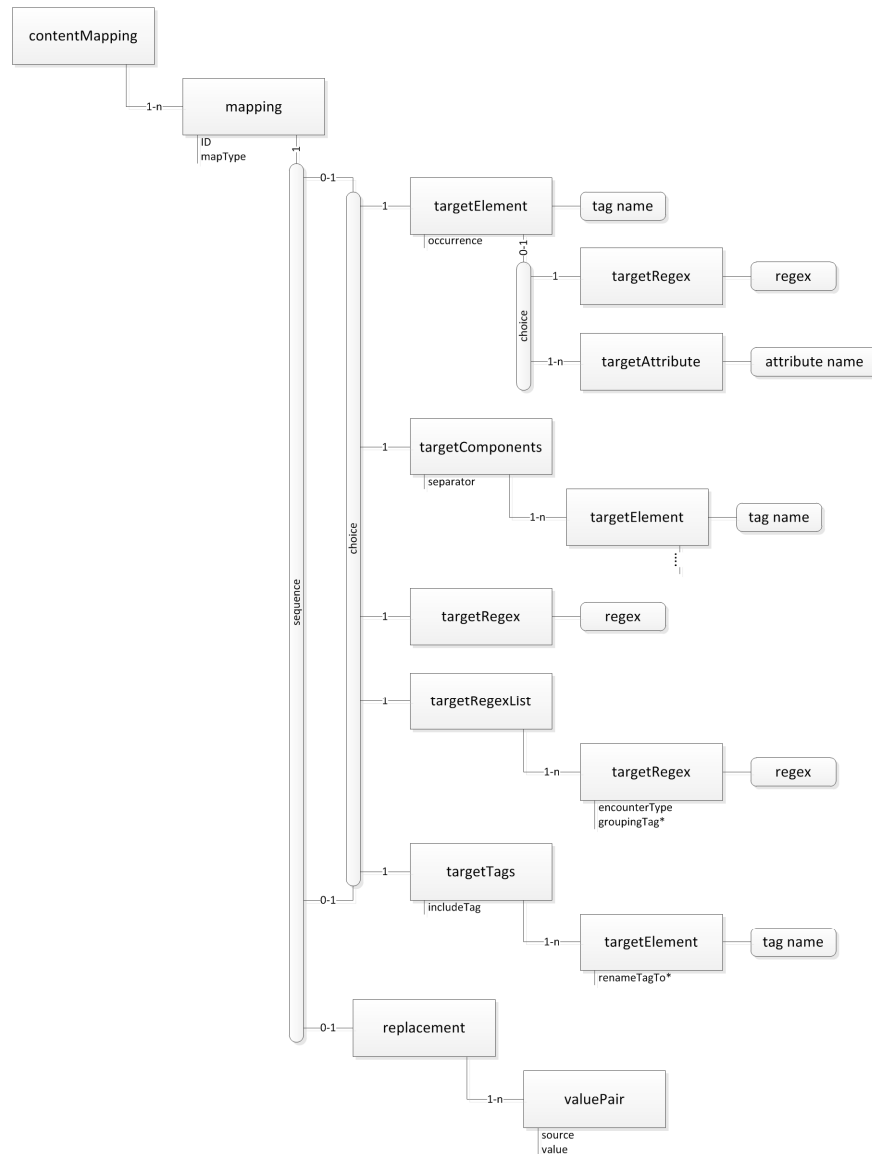 contentMapping
1-n
mapping
ID
mapType
1
sequence
0-1
choice
1
targetElement
tag name
occurrence
0-1
choice
1
targetRegex
regex
1-n
targetAttribute
attribute name
1
targetComponents
separator
1-n
targetElement
tag name
1
targetRegex
regex
1
targetRegexList
1-n
targetRegex
regex
encounterType
groupingTag*
1
targetTags
includeTag
0-1
1-n
targetElement
tag name
renameTagTo*
0-1
replacement
1-n
valuePair
source
value